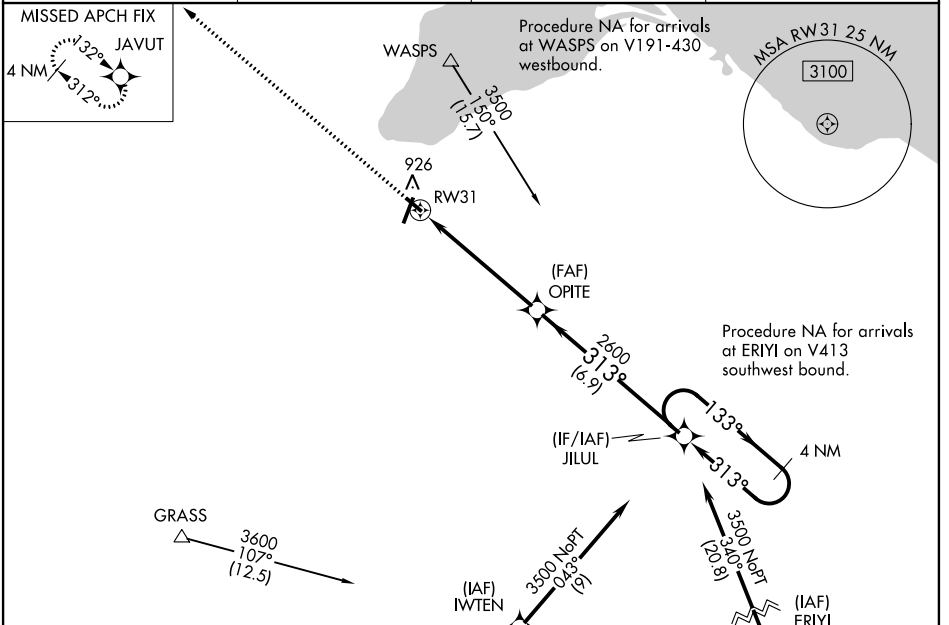 MISSED APCH FIX
JAVUT
132°
4 NM
312°
Procedure NA for arrivals
at WASPS on V191-430
westbound.
WASPS
3500
150°
(15.7)
MSA RW31 25 NM
3100
926
RW31
(FAF)
OPITE
2600
313°
(6.9)
Procedure NA for arrivals
at ERIYI on V413
southwest bound.
133°
4 NM
313°
(IF/IAF)
JILUL
GRASS
3600
107°
(12.5)
3500 NoPT
043°
(9)
(IAF)
IWTEN
3500 NoPT
340°
(20.8)
(IAF)
ERIYI